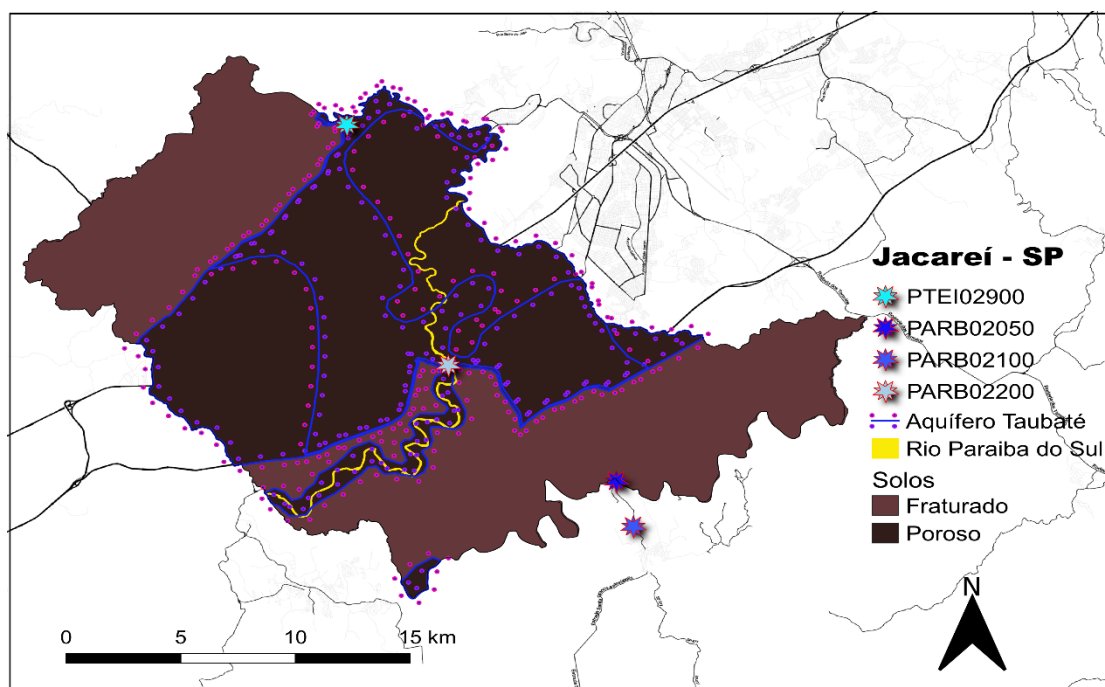 Jacareí - SP
PTEI02900
PARB02050
PARB02100
PARB02200
Aquífero Taubaté
Rio Paraiba do Sul
Solos
Fraturado
Poroso
N
0 5 10 15 km